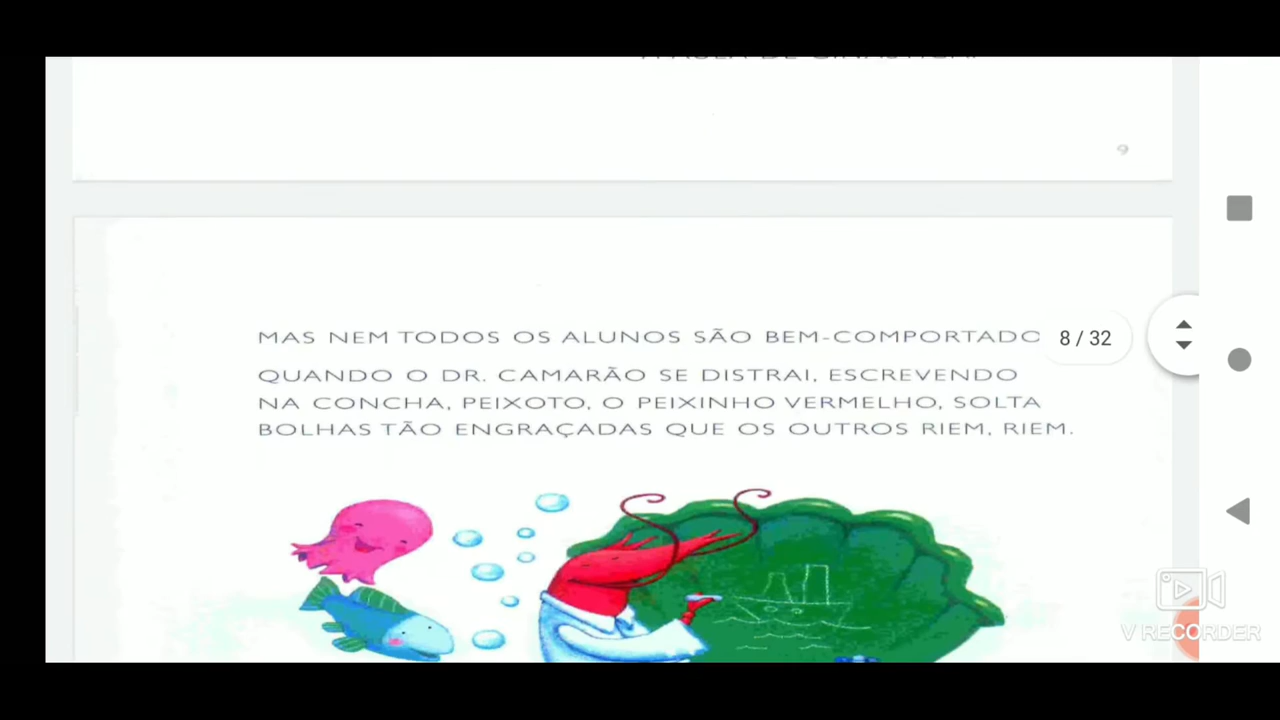 9
MAS NEM TODOS OS ALUNOS SÃO BEM-COMPORTADO
8 / 32
QUANDO O DR. CAMARÃO SE DISTRAI, ESCREVENDO
NA CONCHA, PEIXOTO, O PEIXINHO VERMELHO, SOLTA
BOLHAS TÃO ENGRAÇADAS QUE OS OUTROS RIEM, RIEM.
V RECORDER